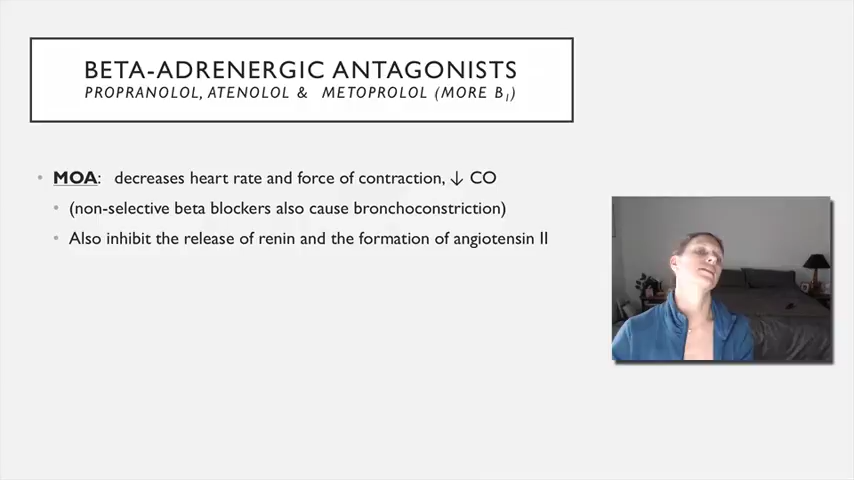 BETA-ADRENERGIC ANTAGONISTS
PROPRANOLOL, ATENOLOL & METOPROLOL (MORE B₁)
• MOA: decreases heart rate and force of contraction, ↓ CO
• (non-selective beta blockers also cause bronchoconstriction)
• Also inhibit the release of renin and the formation of angiotensin II